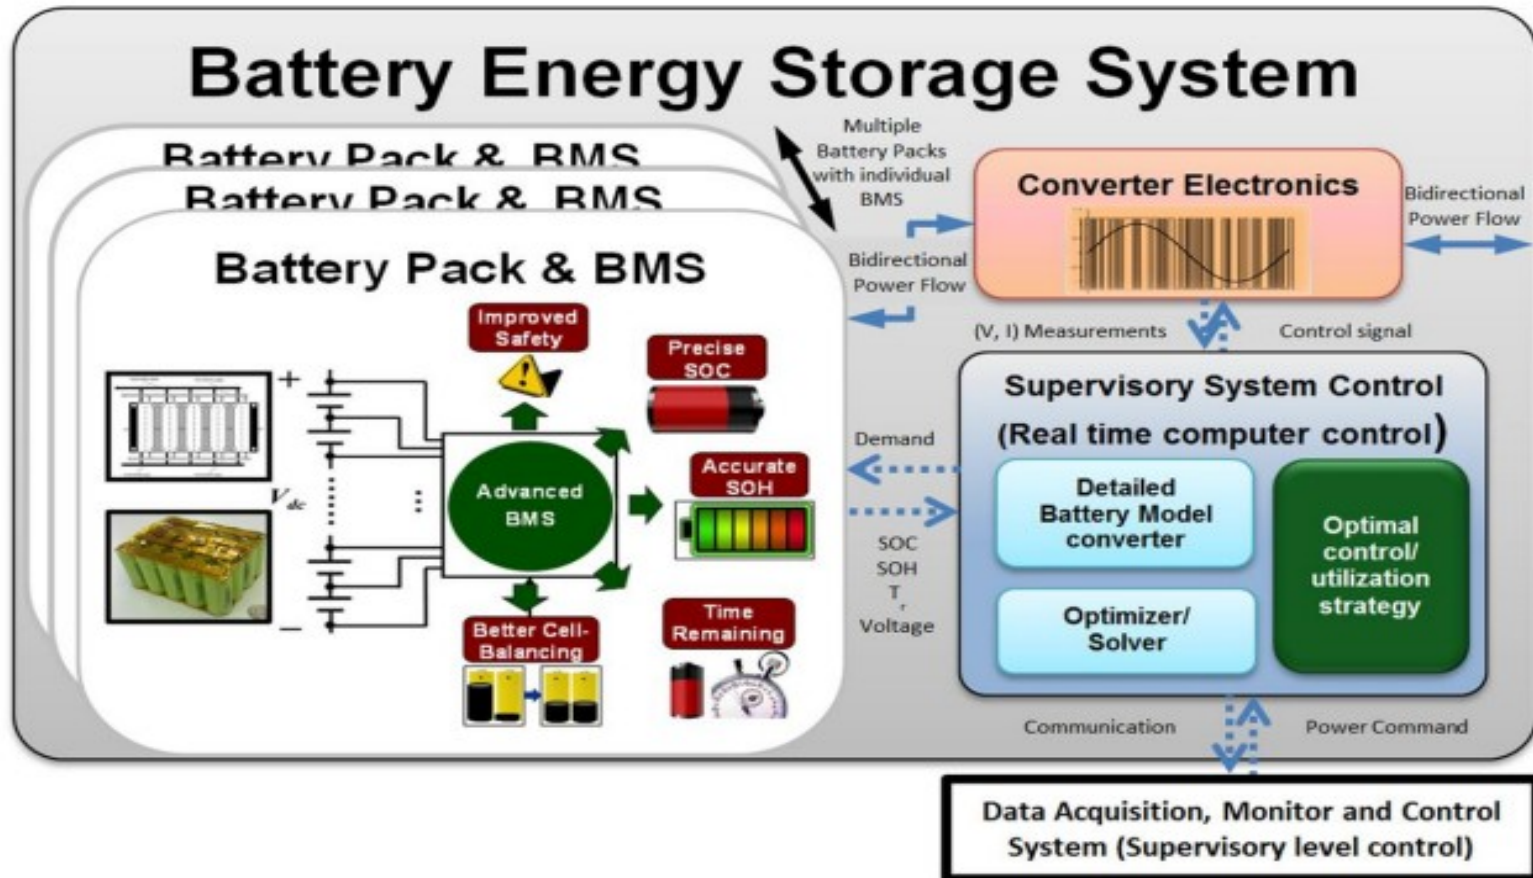 Battery Energy Storage System
Battery Pack & BMS
Battery Pack & BMS
Battery Pack & BMS
Multiple
Battery Packs
with individual
BMS
Bidirectional
Power Flow
Converter Electronics
Bidirectional
Power Flow
(V, I) Measurements
Control signal
Improved
Safety
Precise
SOC
Accurate
SOH
Time
Remaining
Better Cell-
Balancing
Advanced
BMS
+
V dc
−
Demand
SOC
SOH
T r
Voltage
Supervisory System Control
(Real time computer control)
Detailed
Battery Model
converter
Optimizer/
Solver
Optimal
control/
utilization
strategy
Communication
Power Command
Data Acquisition, Monitor and Control
System (Supervisory level control)